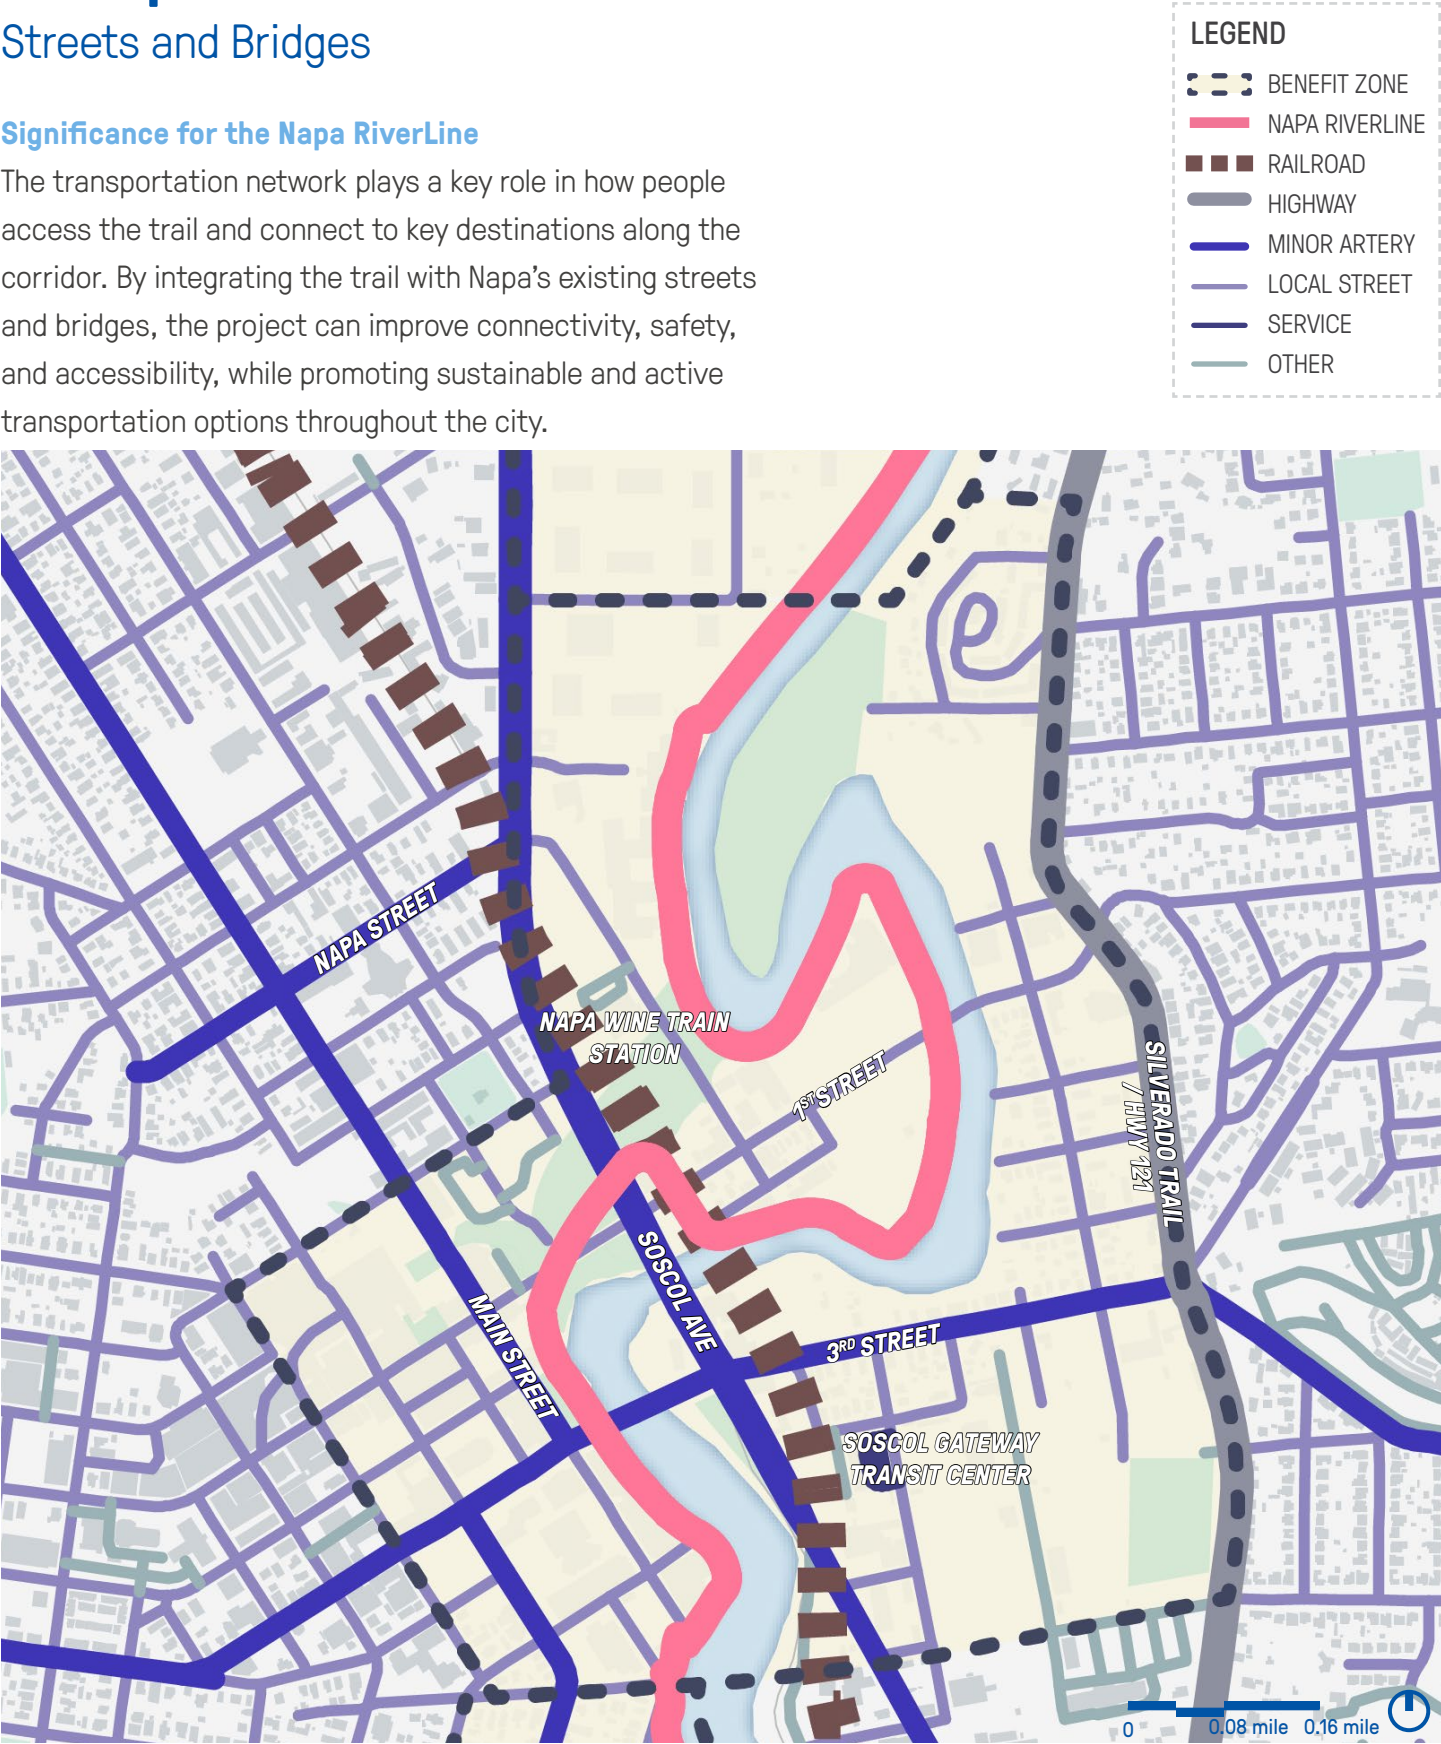 Streets and Bridges
Significance for the Napa RiverLine
The transportation network plays a key role in how people
access the trail and connect to key destinations along the
corridor. By integrating the trail with Napa’s existing streets
and bridges, the project can improve connectivity, safety,
and accessibility, while promoting sustainable and active
transportation options throughout the city.
LEGEND
BENEFIT ZONE
NAPA RIVERLINE
RAILROAD
HIGHWAY
MINOR ARTERY
LOCAL STREET
SERVICE
OTHER
NAPA STREET
NAPA WINE TRAIN
STATION
1ST STREET
SILVERADO TRAIL
/ HWY 121
SOSCOL AVE
MAIN STREET
3RD STREET
SOSCOL GATEWAY
TRANSIT CENTER
0
0.08 mile
0.16 mile